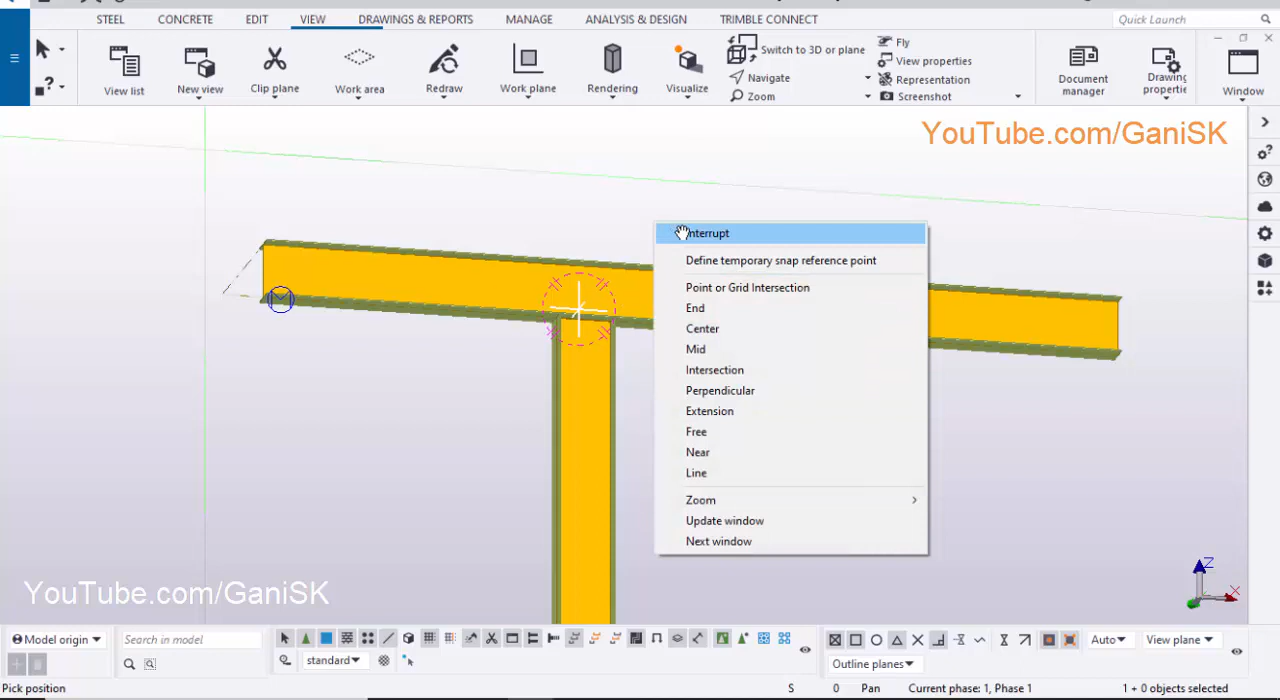 STEEL CONCRETE EDIT VIEW DRAWINGS & REPORTS MANAGE ANALYSIS & DESIGN TRIMBLE CONNECT Quick Launch
View list
New view
Clip plane
Work area
Redraw
Work plane
Rendering
Visualize
Switch to 3D or plane
Navigate
Zoom
Fly
View properties
Representation
Screenshot
Document
manager
Drawing
properties
Window
YouTube.com/GaniSK
Interrupt
Define temporary snap reference point
Point or Grid Intersection
End
Center
Mid
Intersection
Perpendicular
Extension
Free
Near
Line
Zoom
Update window
Next window
Z
X
YouTube.com/GaniSK
Model origin
Search in model
standard
Auto
View plane
Outline planes
Pick position
S 0 Pan Current phase: 1, Phase 1 1 + 0 objects selected